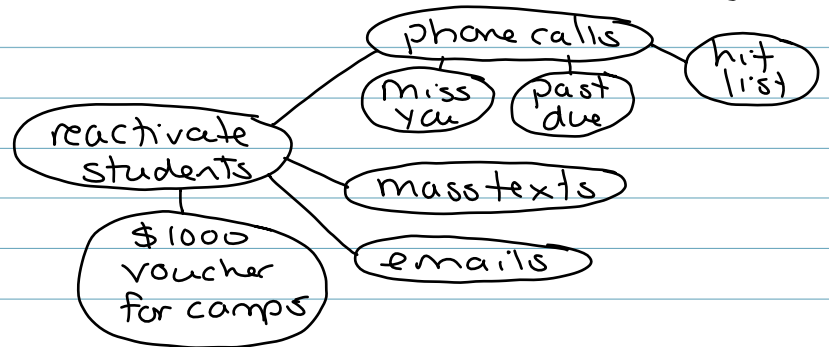 phone calls
hit
list
miss
you
past
due
reactivate
students
mass texts
emails
$1000
voucher
for camps